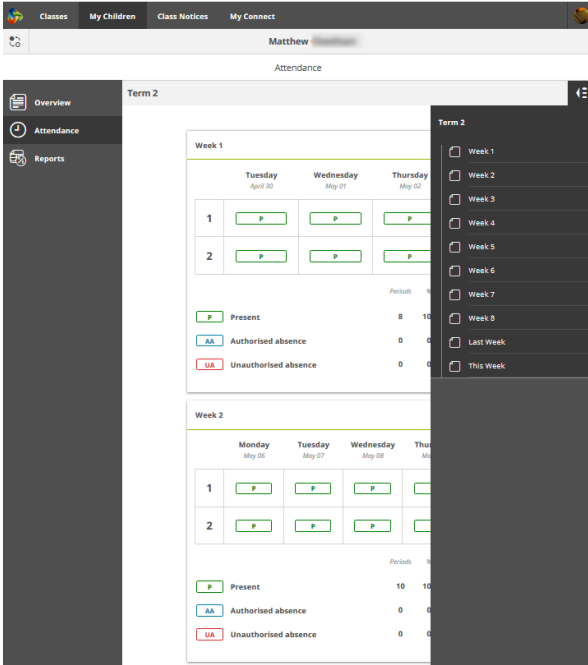 Classes My Children Class Notices My Connect
Matthew
Attendance
Overview
Attendance
Reports
Term 2
Week 1
Tuesday Wednesday Thursday
April 30 May 01 May 02
1 P P P
2 P P P
Periods %
P Present 8 10
AA Authorised absence 0 0
UA Unauthorised absence 0 0
Week 2
Monday Tuesday Wednesday Thu
May 06 May 07 May 08
1 P P P
2 P P P
Periods
P Present 10 10
AA Authorised absence 0 0
UA Unauthorised absence 0 0
Term 2
Week 1
Week 2
Week 3
Week 4
Week 5
Week 6
Week 7
Week 8
Last Week
This Week